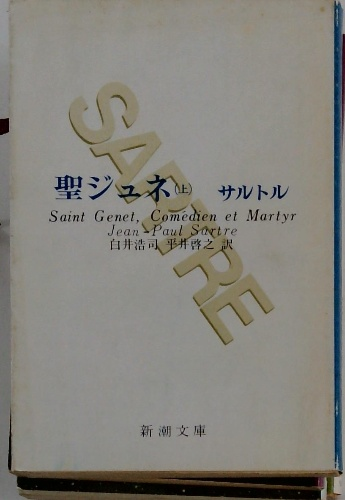 SARTRE
聖ジュネ(上) サルトル
Saint Genet, Comédien et Martyr
Jean-Paul Sartre
白井浩司 平井啓之 訳
新潮文庫